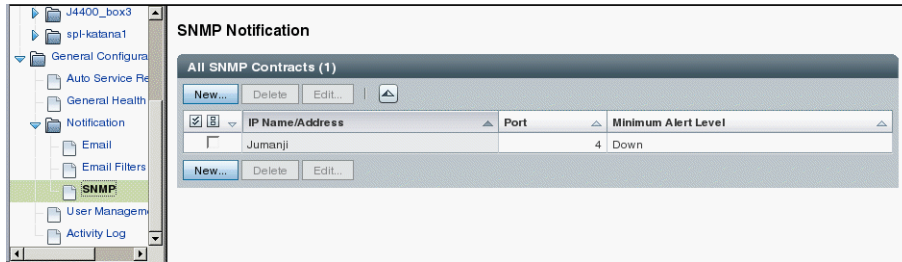 J4400_box3
spl-katana1
General Configura
Auto Service Re
General Health
Notification
Email
Email Filters
SNMP
User Managem
Activity Log
SNMP Notification
All SNMP Contracts (1)
New... Delete Edit...
IP Name/Address Port Minimum Alert Level
Jumanji 4 Down
New... Delete Edit...